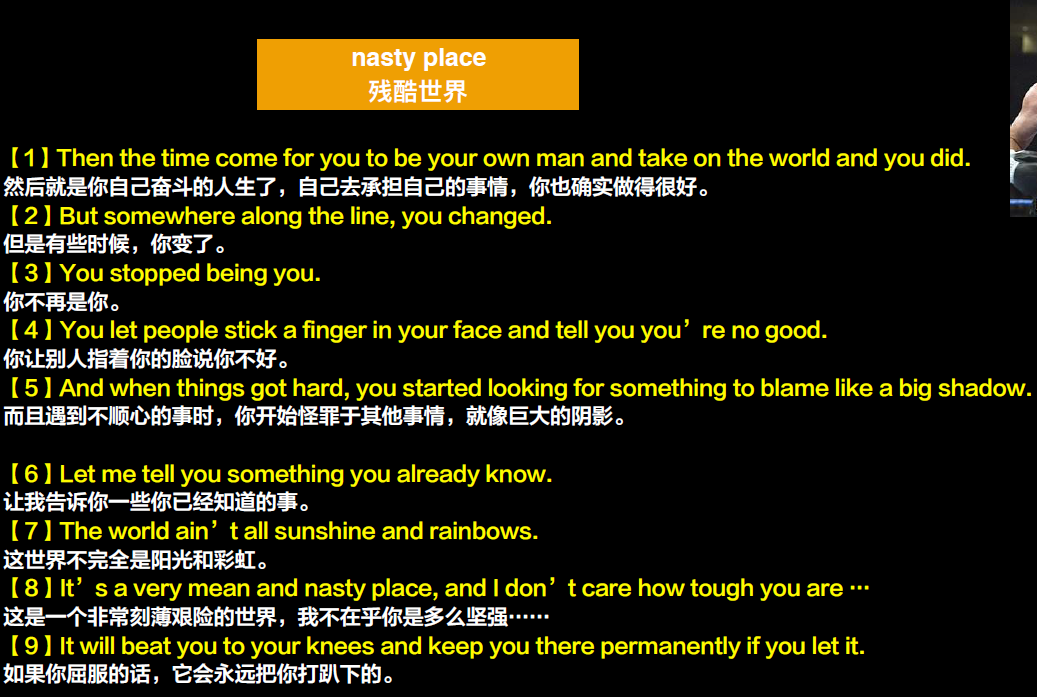 nasty place
残酷世界
【1】Then the time come for you to be your own man and take on the world and you did.
然后就是你自己奋斗的人生了，自己去承担自己的事情，你也确实做得很好。
【2】But somewhere along the line, you changed.
但是有些时候，你变了。
【3】You stopped being you.
你不再是你。
【4】You let people stick a finger in your face and tell you you’re no good.
你让别人指着你的脸说你不好。
【5】And when things got hard, you started looking for something to blame like a big shadow.
而且遇到不顺心的事时，你开始怪罪于其他事情，就像巨大的阴影。
【6】Let me tell you something you already know.
让我告诉你一些你已经知道的事。
【7】The world ain’t all sunshine and rainbows.
这世界不完全是阳光和彩虹。
【8】It’s a very mean and nasty place, and I don’t care how tough you are …
这是一个非常刻薄艰险的世界，我不在乎你是多么坚强……
【9】It will beat you to your knees and keep you there permanently if you let it.
如果你屈服的话，它会永远把你打趴下的。